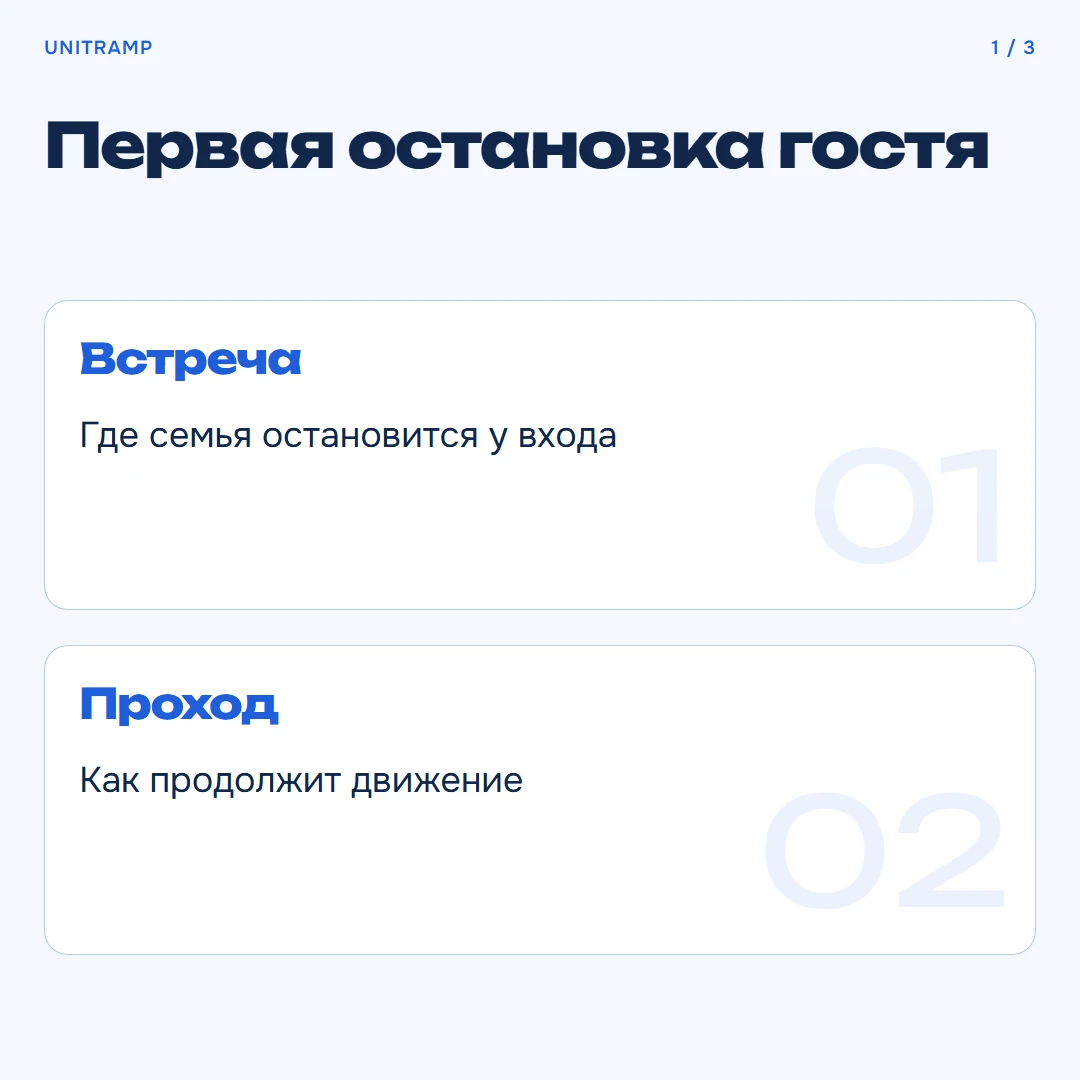 UNITRAMP
1 / 3
Первая остановка гостя
Встреча
Где семья остановится у входа
01
Проход
Как продолжит движение
02